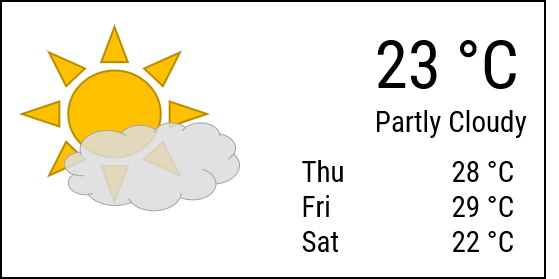 23 °C
Partly Cloudy
Thu 28 °C
Fri 29 °C
Sat 22 °C